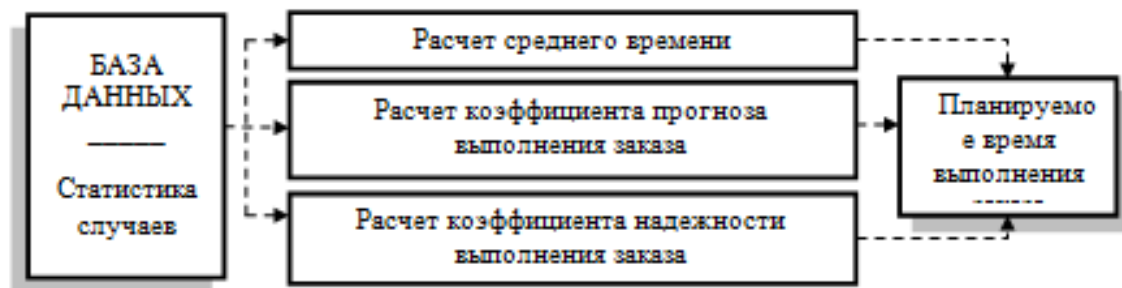 БАЗА
ДАННЫХ
Статистика
случаев
Расчет среднего времени
Расчет коэффициента прогноза
выполнения заказа
Расчет коэффициента надежности
выполнения заказа
Планируемо
е время
выполнения